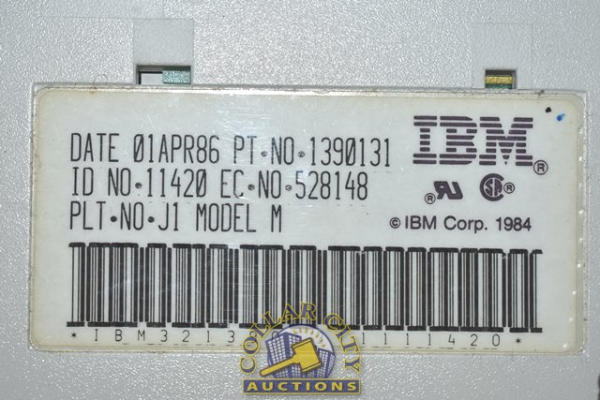 DATE 01APR86 PT•NO•1390131
ID NO•11420 EC•NO•528148
PLT•NO•J1 MODEL M
IBM®
© IBM Corp. 1984
COLLAR CITY
AUCTIONS